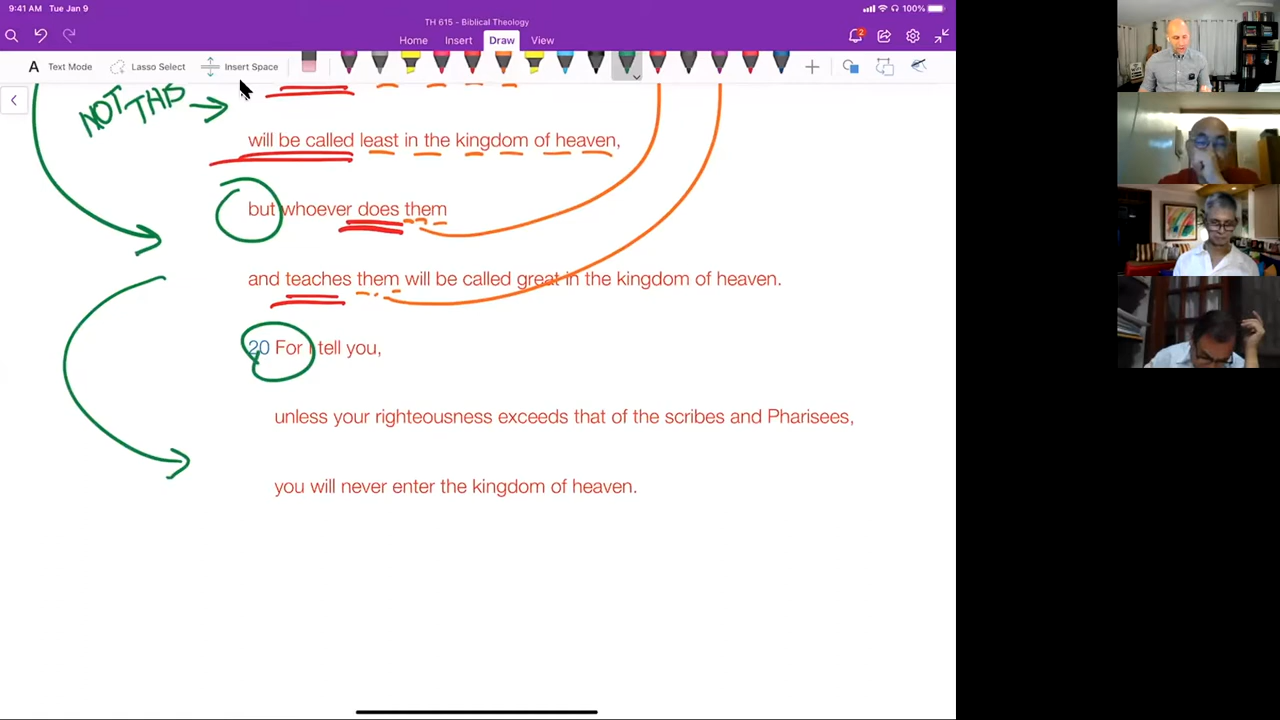 9:41 AM Tue Jan 9
100%
TH 615 - Biblical Theology
Home Insert Draw View
2
A Text Mode Lasso Select Insert Space
NOT THIS
will be called least in the kingdom of heaven,
but whoever does them
and teaches them will be called great in the kingdom of heaven.
20 For I tell you,
unless your righteousness exceeds that of the scribes and Pharisees,
you will never enter the kingdom of heaven.